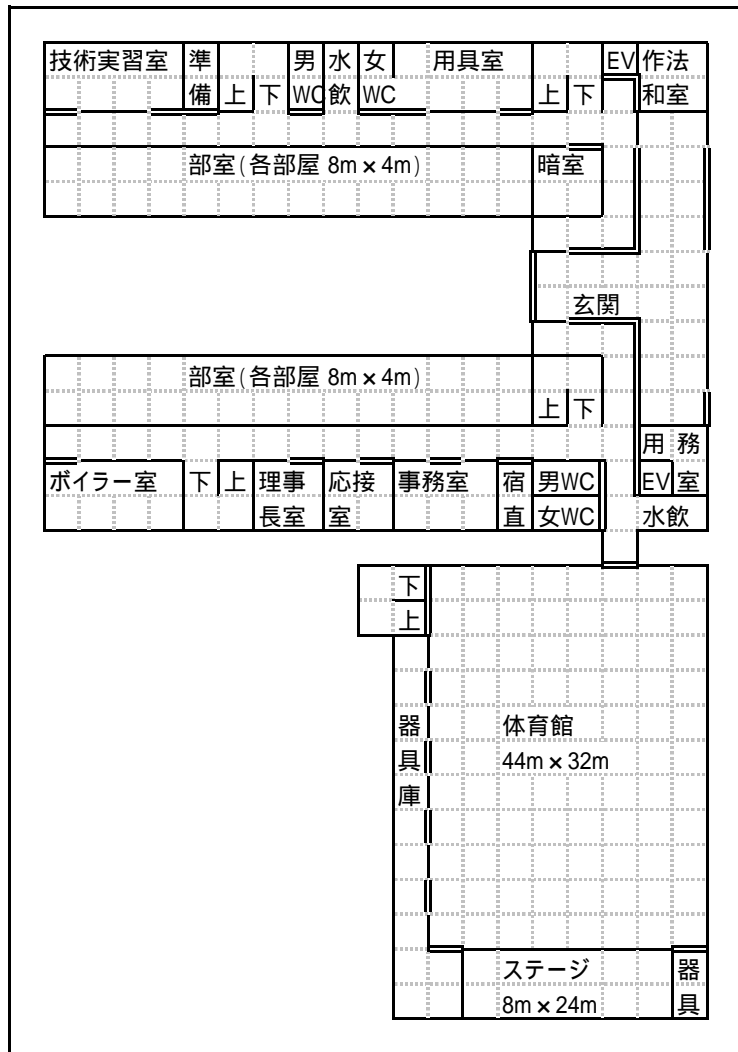 技術実習室 準備 上 下 男WC 水飲 女WC 用具室 上 下 EV 作法和室
部室(各部屋 8m×4m) 暗室
玄関
部室(各部屋 8m×4m)
上 下
用務室
ボイラー室 下 上 理事長室 応接室 事務室 宿直 男WC EV
女WC 水飲
下
上
器具庫
体育館
44m×32m
ステージ
8m×24m
器具